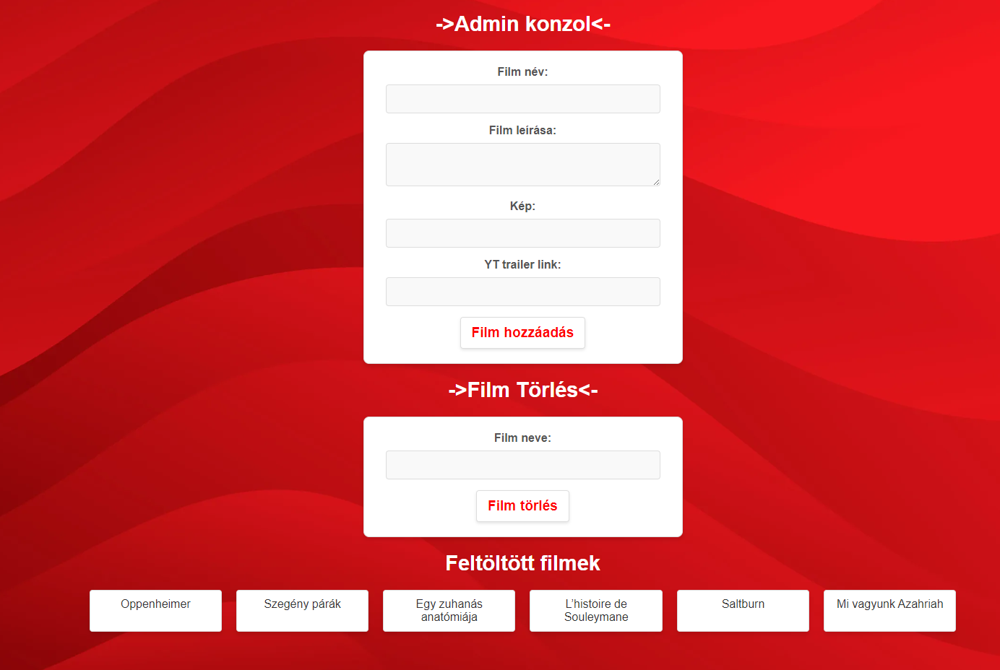 ->Admin konzol<-
Film név:
Film leírása:
Kép:
YT trailer link:
Film hozzáadás
->Film Törlés<-
Film neve:
Film törlés
Feltöltött filmek
Oppenheimer
Szegény párák
Egy zuhanás
anatómiája
L’histoire de
Souleymane
Saltburn
Mi vagyunk Azahriah